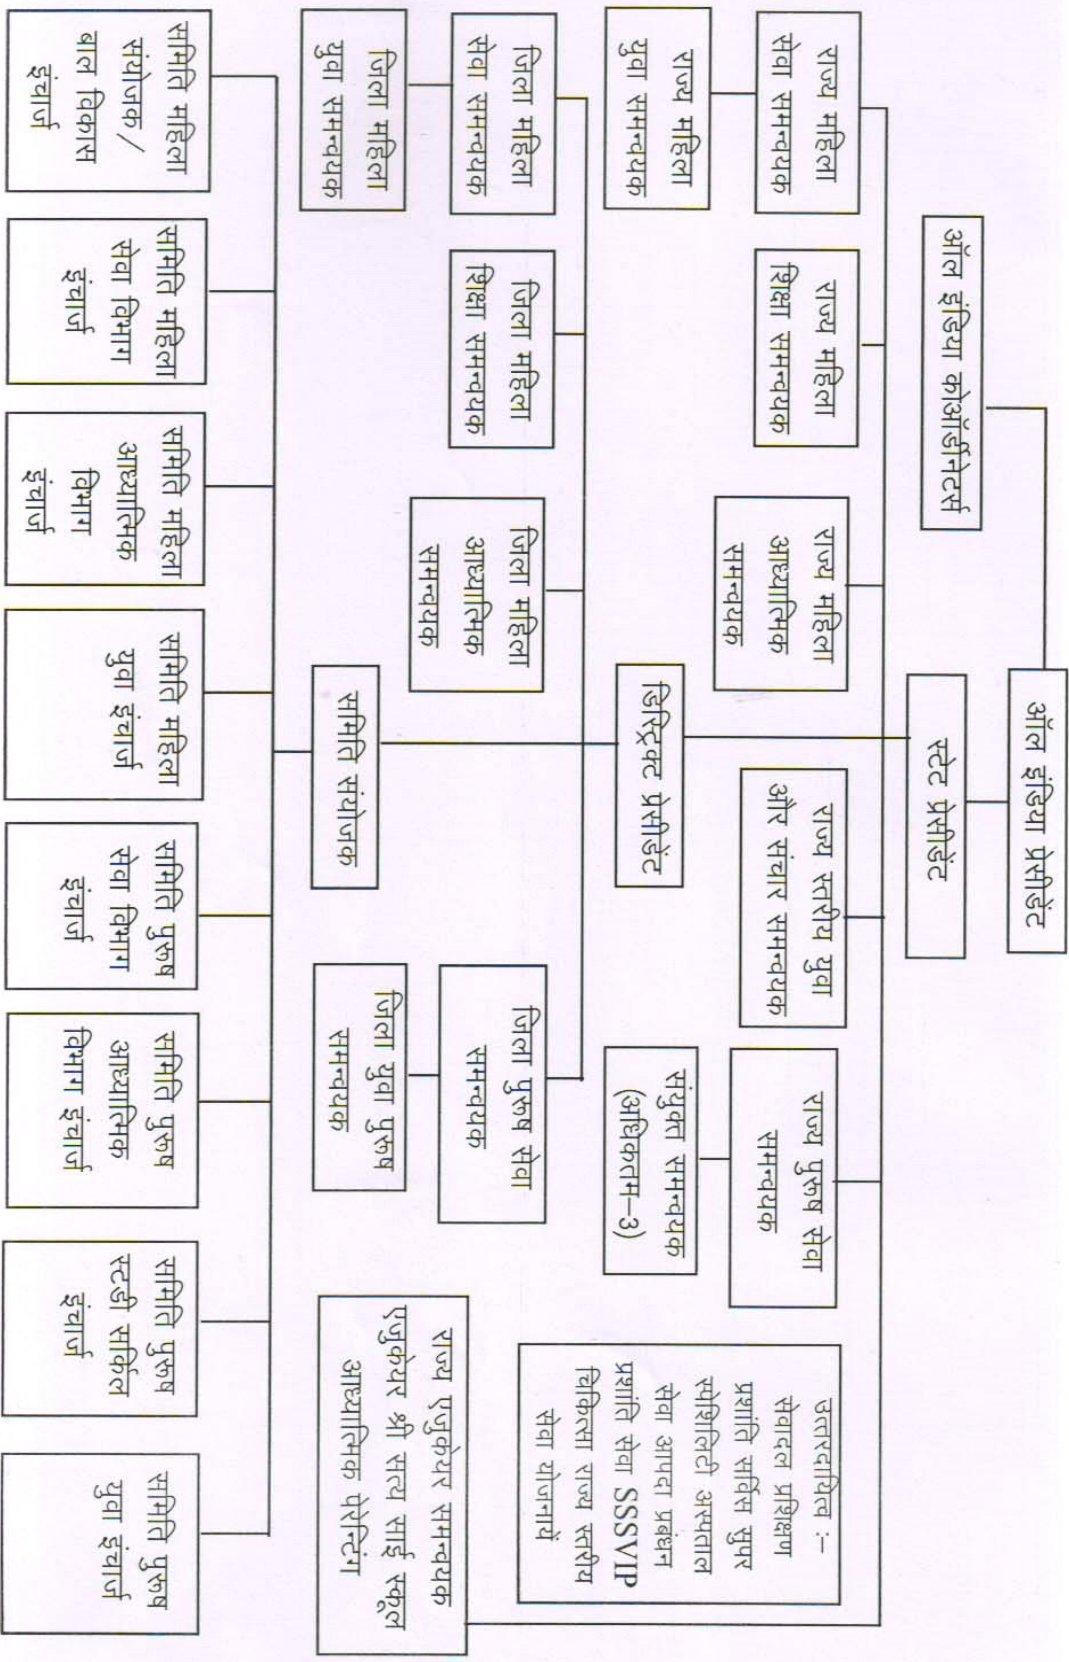 ऑल इंडिया प्रेसीडेंट
ऑल इंडिया कोऑर्डीनेटर्स
स्टेट प्रेसीडेंट
राज्य महिला
सेवा समन्वयक
राज्य महिला
युवा समन्वयक
राज्य महिला
शिक्षा समन्वयक
राज्य महिला
आध्यात्मिक
समन्वयक
राज्य स्तरीय युवा
और संचार समन्वयक
राज्य पुरूष सेवा
समन्वयक
संयुक्त समन्वयक
(अधिकतम-3)
उत्तरदायित्व :-
सेवादल प्रशिक्षण
प्रशांति सर्विस सुपर
स्पेशिलिटी अस्पताल
सेवा आपदा प्रबंधन
प्रशांति सेवा SSSVIP
चिकित्सा राज्य स्तरीय
सेवा योजनायें
राज्य एजुकेयर समन्वयक
एजुकेयर श्री सत्य साई स्कूल
आध्यात्मिक पेरेन्टिंग
डिस्ट्रिक्ट प्रेसीडेंट
जिला महिला
सेवा समन्वयक
जिला महिला
युवा समन्वयक
जिला महिला
शिक्षा समन्वयक
जिला महिला
आध्यात्मिक
समन्वयक
जिला पुरूष सेवा
समन्वयक
जिला युवा पुरूष
समन्वयक
समिति संयोजक
समिति महिला
संयोजक/
बाल विकास
इंचार्ज
समिति महिला
सेवा विभाग
इंचार्ज
समिति महिला
आध्यात्मिक
विभाग
इंचार्ज
समिति महिला
युवा इंचार्ज
समिति पुरूष
सेवा विभाग
इंचार्ज
समिति पुरूष
आध्यात्मिक
विभाग इंचार्ज
समिति पुरूष
स्टडी सर्किल
इंचार्ज
समिति पुरूष
युवा इंचार्ज